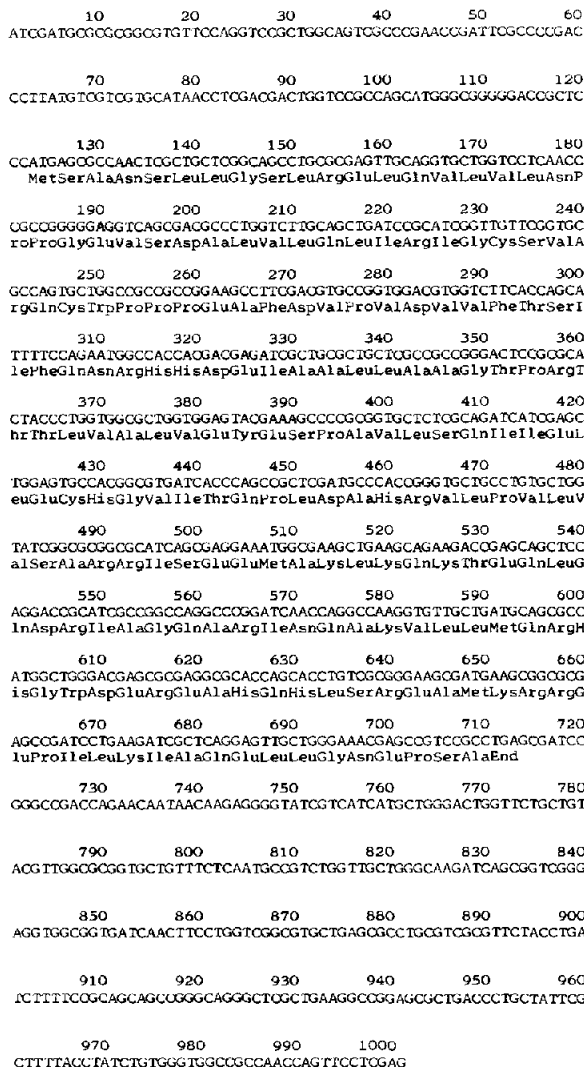 10 20 30 40 50 60
ATCGATGCGCGCGGCGTGTTCCAGGTCCGCTGGCAGTCGCCCGAACCGATTCGCCCCGAC
70 80 90 100 110 120
CCTTATGTCGTCGTGCATAACCTCGACGACTGGTCCGCCAGCATGGGCGGGGGACCGCTC
130 140 150 160 170 180
CCATGAGCGCCAACTCGCTGCTCGGCAGCCTGCGCGAGTTGCAGGTGCTGGTCCTCAACC
MetSerAlaAsnSerLeuLeuGlySerLeuArgGluLeuGlnValLeuValLeuAsnP
190 200 210 220 230 240
CGCCGGGGGAGGTCAGCGACGCCCTGGTCTTGCAGCTGATCCGCATCGGTTGTTCGGTGC
roProGlyGluValSerAspAlaLeuValLeuGlnLeuIleArgIleGlyCysSerValA
250 260 270 280 290 300
GCCAGTGCTGGCCGCCGCCGGAAGCCTTCGACGTGCCGGTGGACGTGGTCTTCACCAGCA
rgGlnCysTrpProProProGluAlaPheAspValProValAspValValPheThrSerI
310 320 330 340 350 360
TTTTCCAGAATGGCCACCACGACGAGATCGCTGCGCTGCTCGCCGCCGGGACTCCGCGCA
lePheGlnAsnArgHisHisAspGluIleAlaAlaLeuLeuAlaAlaGlyThrProArgT
370 380 390 400 410 420
CTACCCTGGTGGCGCTGGTGGAGTACGAAAGCCCCGCGGTGCTCTCGCAGATCATCGAGC
hrThrLeuValAlaLeuValGluTyrGluSerProAlaValLeuSerGlnIleIleGluL
430 440 450 460 470 480
TGGAGTGCCACGGCGTGATCACCCAGCCGCTCGATGCCCACCGGGTGCTGCCTGTGCTGG
euGluCysHisGlyValIleThrGlnProLeuAspAlaHisArgValLeuProValLeuV
490 500 510 520 530 540
TATCGGCGCGGCGCATCAGCGAGGAAATGGCGAAGCTGAAGCAGAAGACCGAGCAGCTCC
alSerAlaArgArgIleSerGluGluMetAlaLysLeuLysGlnLysThrGluGlnLeuG
550 560 570 580 590 600
AGGACCGCATCGCCGGCCAGGCCCGGATCAACCAGGCCAAGGTGTTGCTGATGCAGCGCC
lnAspArgIleAlaGlyGlnAlaArgIleAsnGlnAlaLysValLeuLeuMetGlnArgH
610 620 630 640 650 660
ATGGCTGGGACGAGCGCGAGGCGCACCAGCACCTGTCGCGGGAAGCGATGAAGCGGCGCG
isGlyTrpAspGluArgGluAlaHisGlnHisLeuSerArgGluAlaMetLysArgArgG
670 680 690 700 710 720
AGCCGATCCTGAAGATCGCTCAGGAGTTGCTGGGAAACGAGCCGTCCGCCTGAGCGATCC
luProIleLeuLysIleAlaGlnGluLeuLeuGlyAsnGluProSerAlaEnd
730 740 750 760 770 780
GGGCCGACCAGAACAATAACAAGAGGGGTATCGTCATCATGCTGGGACTGGTTCTGCTGT
790 800 810 820 830 840
ACGTTGGCGCGGTGCTGTTTCTCAATGCCGTCTGGTTGCTGGGCAAGATCAGCGGTCGGG
850 860 870 880 890 900
AGGTGGCGGTGATCAACTTCCTGGTCGGCGTGCTGAGCGCCTGCGTCGCGTTCTACCTGA
910 920 930 940 950 960
TCTTTTCCGCAGCAGCCGGGCAGGGCTCGCTGAAGGCCGGAGCGCTGACCCTGCTATTCG
970 980 990 1000
CTTTTACCTATCTGTGGGTGGCCGCCAACCAGTTCCTCGAG